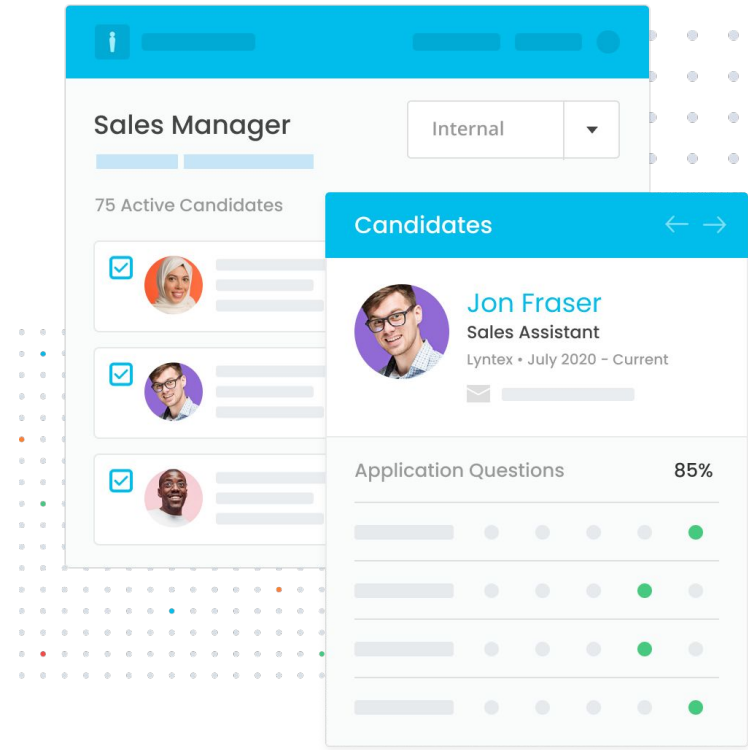 Sales Manager
Internal
75 Active Candidates
Candidates
Jon Fraser
Sales Assistant
Lyntex • July 2020 - Current
Application Questions 85%